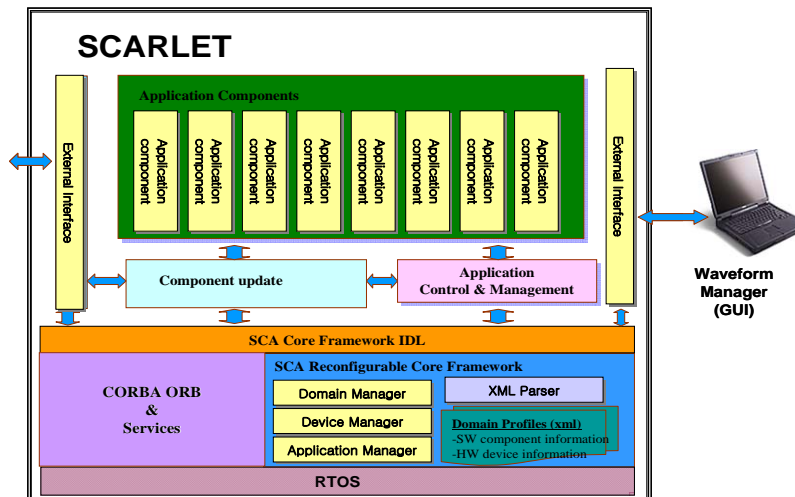 SCARLET
Application Components
External Interface
Application component
Application component
Application component
Application component
Application component
Application component
Application component
Application component
External Interface
Component update
Application
Control & Management
Waveform
Manager
(GUI)
SCA Core Framework IDL
CORBA ORB
&
Services
SCA Reconfigurable Core Framework
Domain Manager
Device Manager
Application Manager
XML Parser
Domain Profiles (xml)
-SW component information
-HW device information
RTOS